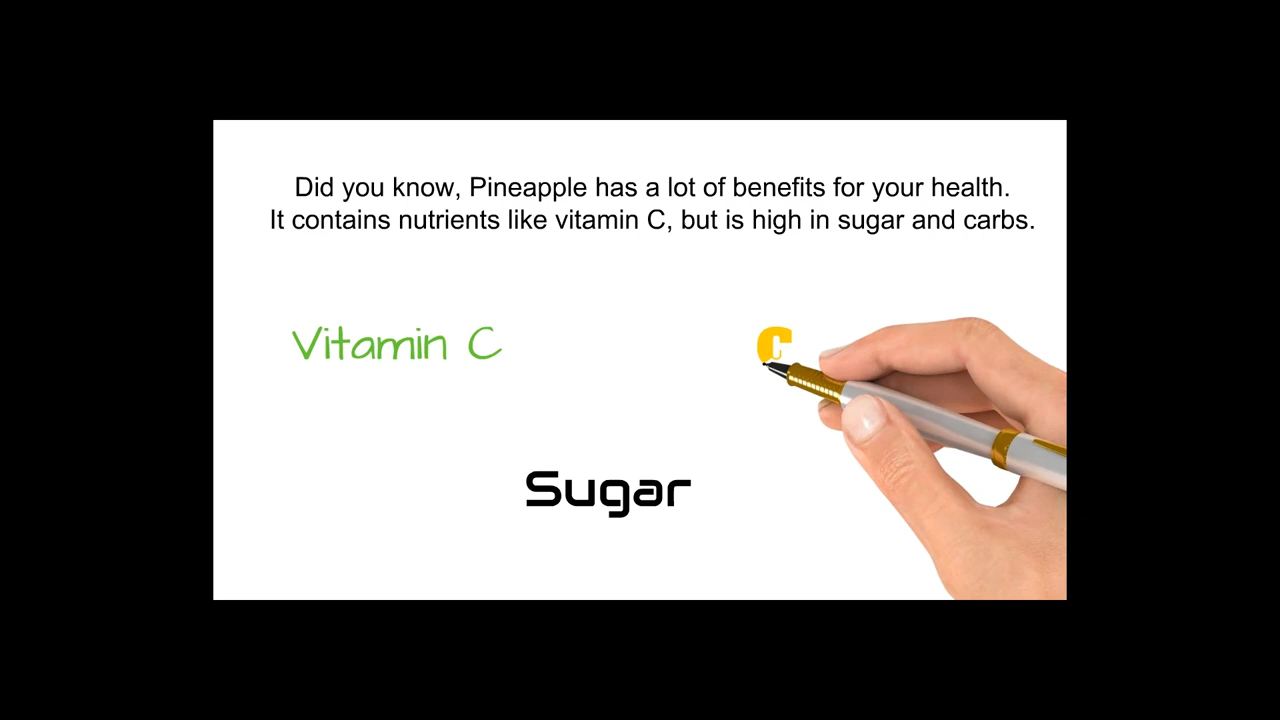 Did you know, Pineapple has a lot of benefits for your health.
It contains nutrients like vitamin C, but is high in sugar and carbs.
Vitamin C
C
Sugar